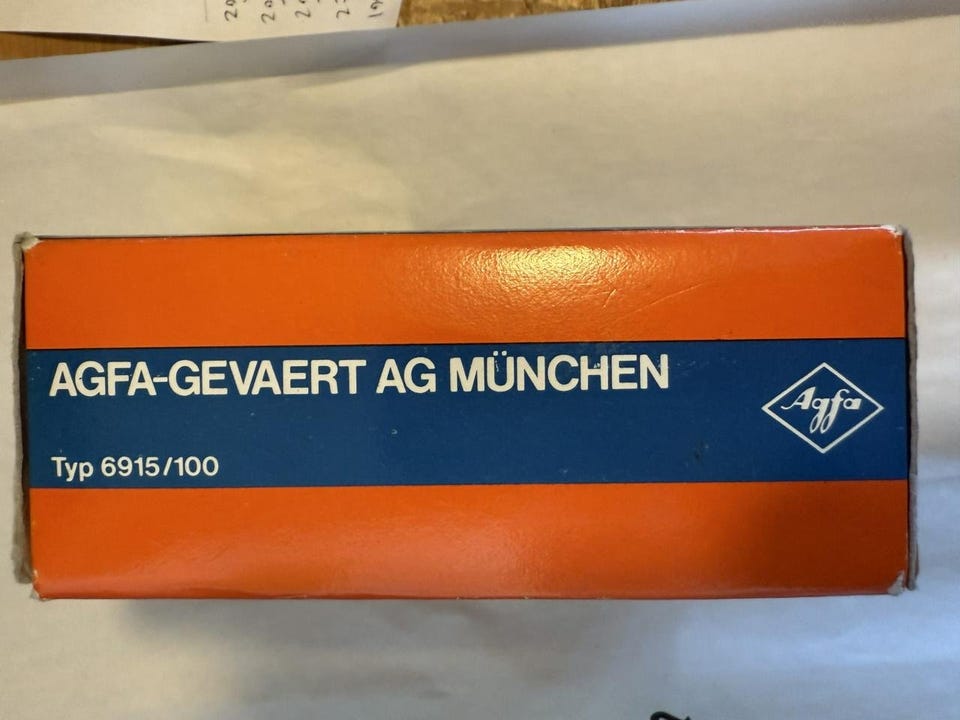 AGFA-GEVAERT AG MÜNCHEN
Agfa
Typ 6915/100